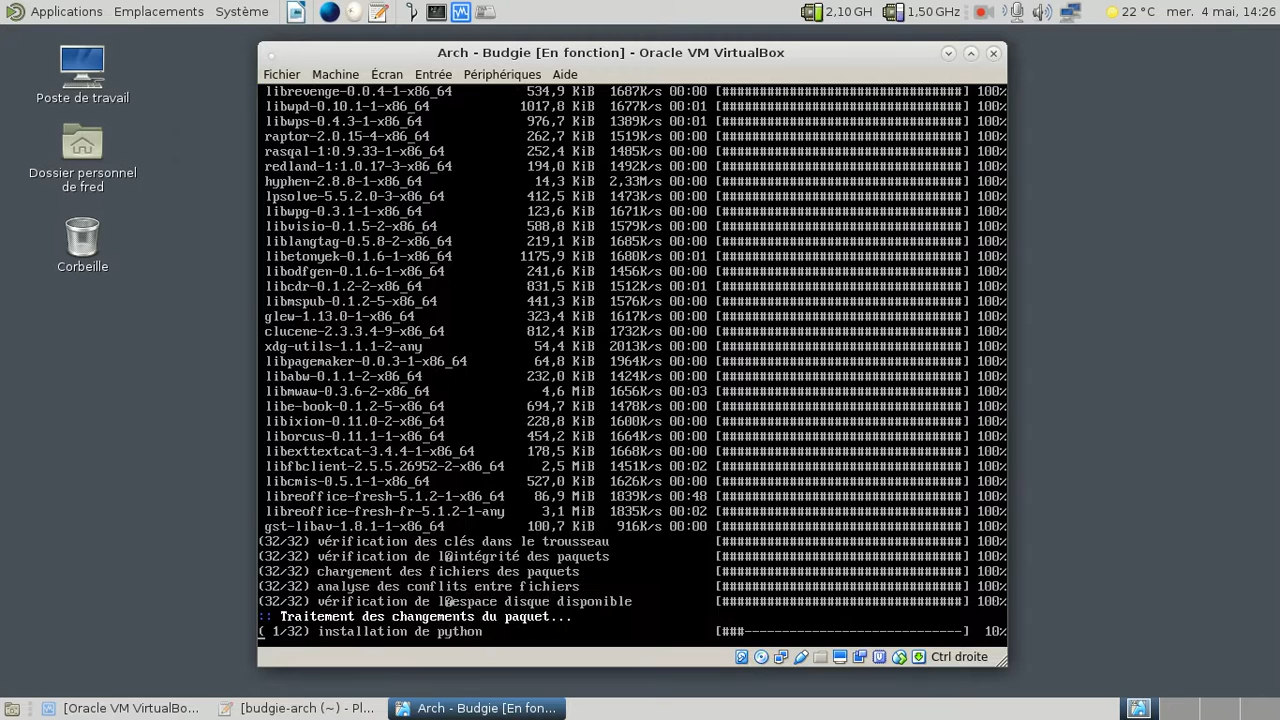 Applications Emplacements Système 2,10 GH 1,50 GHz 22 °C mer. 4 mai, 14:26
Poste de travail
Dossier personnel
de fred
Corbeille
Arch - Budgie [En fonction] - Oracle VM VirtualBox
Fichier Machine Écran Entrée Périphériques Aide
librevenge-0.0.4-1-x86_64 534,9 KiB 1687K/s 00:00 [##################################] 100%
libwpd-0.10.1-1-x86_64 1017,8 KiB 1677K/s 00:01 [##################################] 100%
libwps-0.4.3-1-x86_64 976,7 KiB 1389K/s 00:01 [##################################] 100%
raptor-2.0.15-4-x86_64 262,7 KiB 1519K/s 00:00 [##################################] 100%
rasqal-1:0.9.33-1-x86_64 252,4 KiB 1485K/s 00:00 [##################################] 100%
redland-1:1.0.17-3-x86_64 194,0 KiB 1492K/s 00:00 [##################################] 100%
hyphen-2.8.8-1-x86_64 14,3 KiB 2,33M/s 00:00 [##################################] 100%
lpsolve-5.5.2.0-3-x86_64 412,5 KiB 1473K/s 00:00 [##################################] 100%
libwpg-0.3.1-1-x86_64 123,6 KiB 1671K/s 00:00 [##################################] 100%
libvisio-0.1.5-2-x86_64 588,8 KiB 1579K/s 00:00 [##################################] 100%
liblangtag-0.5.8-2-x86_64 219,1 KiB 1685K/s 00:00 [##################################] 100%
libetonyek-0.1.6-1-x86_64 1175,9 KiB 1680K/s 00:01 [##################################] 100%
libodfgen-0.1.6-1-x86_64 241,6 KiB 1456K/s 00:00 [##################################] 100%
libcdr-0.1.2-2-x86_64 831,5 KiB 1512K/s 00:01 [##################################] 100%
libmspub-0.1.2-5-x86_64 441,3 KiB 1576K/s 00:00 [##################################] 100%
glew-1.13.0-1-x86_64 323,4 KiB 1617K/s 00:00 [##################################] 100%
clucene-2.3.3.4-9-x86_64 812,4 KiB 1732K/s 00:00 [##################################] 100%
xdg-utils-1.1.1-2-any 54,4 KiB 2013K/s 00:00 [##################################] 100%
libpagemaker-0.0.3-1-x86_64 64,8 KiB 1964K/s 00:00 [##################################] 100%
libabw-0.1.1-2-x86_64 232,0 KiB 1424K/s 00:00 [##################################] 100%
libmwaw-0.3.6-2-x86_64 4,6 MiB 1656K/s 00:03 [##################################] 100%
libe-book-0.1.2-5-x86_64 694,7 KiB 1478K/s 00:00 [##################################] 100%
libixion-0.11.0-2-x86_64 228,8 KiB 1600K/s 00:00 [##################################] 100%
liborcus-0.11.1-1-x86_64 454,2 KiB 1664K/s 00:00 [##################################] 100%
libexttextcat-3.4.4-1-x86_64 178,5 KiB 1668K/s 00:00 [##################################] 100%
libfbclient-2.5.5.26952-2-x86_64 2,5 MiB 1451K/s 00:02 [##################################] 100%
libcmis-0.5.1-1-x86_64 527,0 KiB 1626K/s 00:00 [##################################] 100%
libreoffice-fresh-5.1.2-1-x86_64 86,9 MiB 1839K/s 00:48 [##################################] 100%
libreoffice-fresh-fr-5.1.2-1-any 3,1 MiB 1835K/s 00:02 [##################################] 100%
gst-libav-1.8.1-1-x86_64 100,7 KiB 916K/s 00:00 [##################################] 100%
(32/32) vérification des clés dans le trousseau [##################################] 100%
(32/32) vérification de l�intégrité des paquets [##################################] 100%
(32/32) chargement des fichiers des paquets [##################################] 100%
(32/32) analyse des conflits entre fichiers [##################################] 100%
(32/32) vérification de l�espace disque disponible [##################################] 100%
:: Traitement des changements du paquet...
( 1/32) installation de python [###-------------------------------] 10%
Ctrl droite
[Oracle VM VirtualBo... [budgie-arch (~) - Pl... Arch - Budgie [En fon...